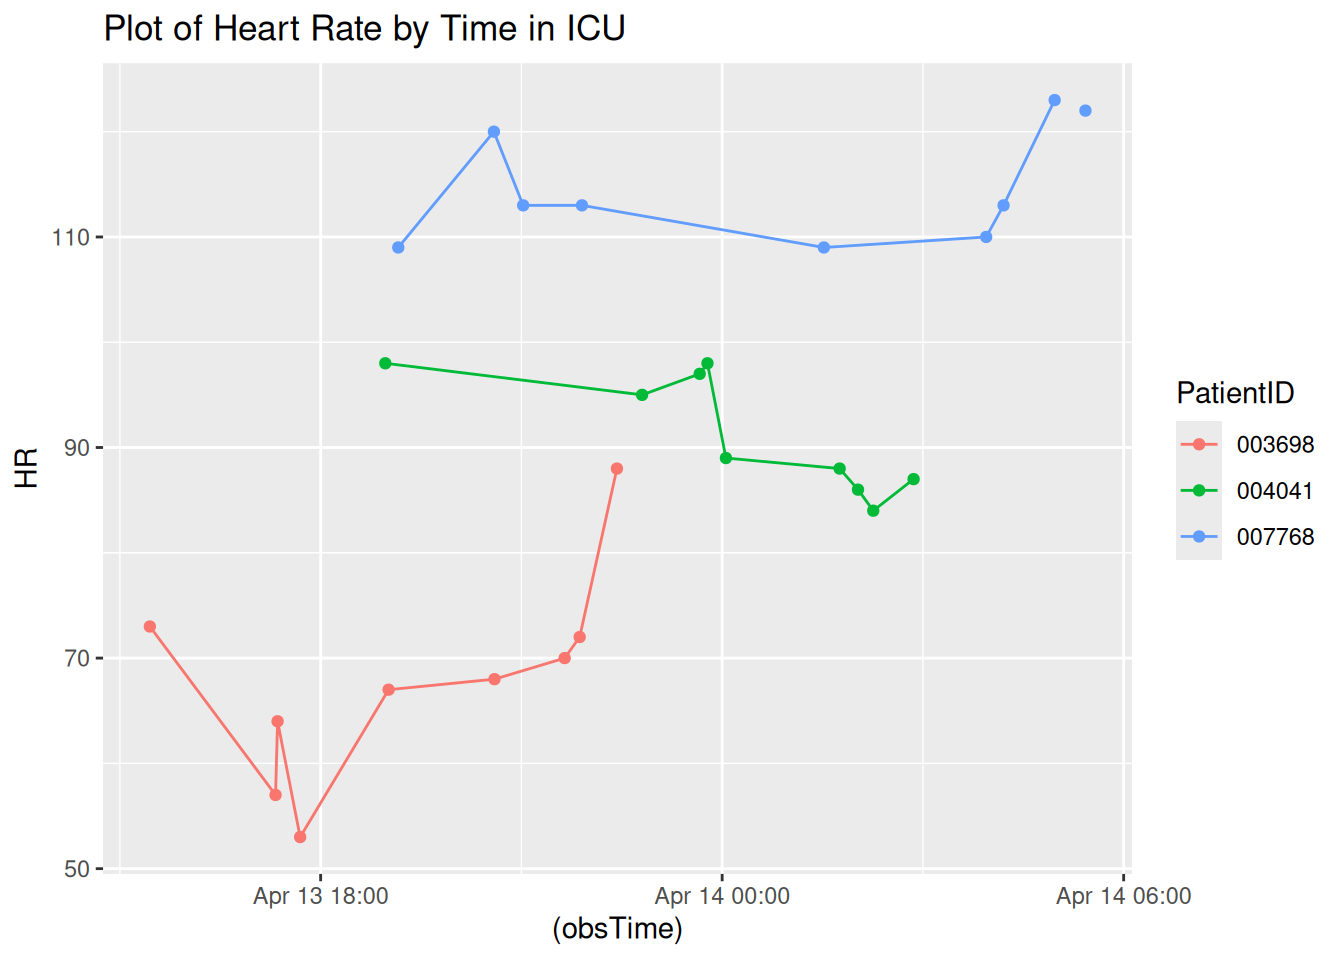 Plot of Heart Rate by Time in ICU
HR
110
90
70
50
Apr 13 18:00 Apr 14 00:00 Apr 14 06:00
(obsTime)
PatientID
003698
004041
007768